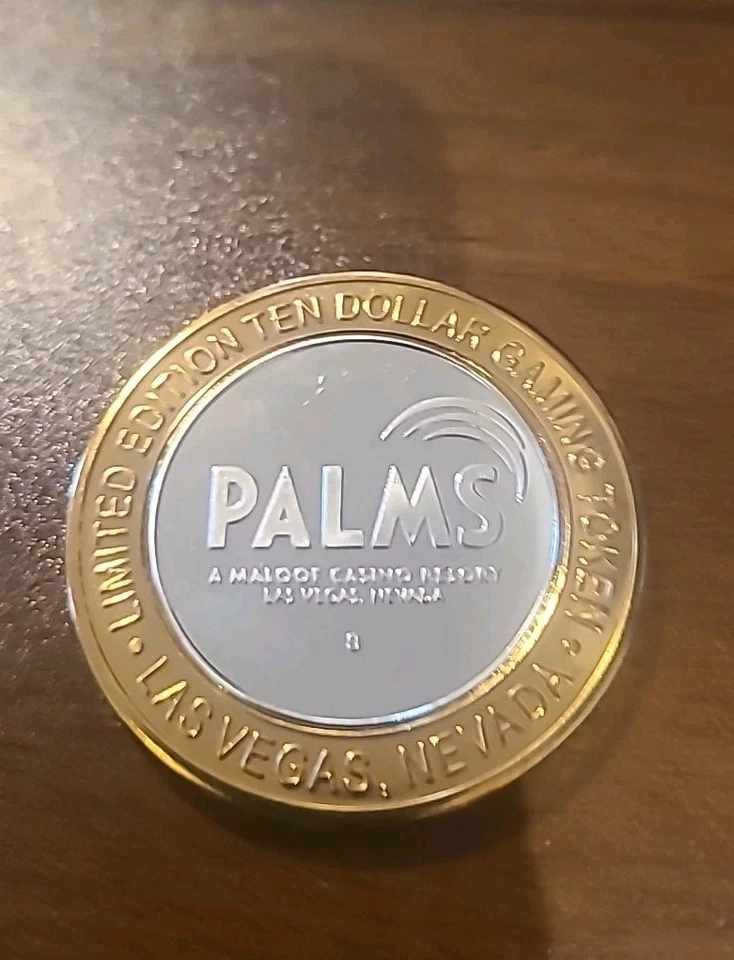 LIMITED EDITION TEN DOLLAR GAMING TOKEN
PALMS
A MALOOF CASINO RESORT
LAS VEGAS, NEVADA
• LAS VEGAS, NEVADA •